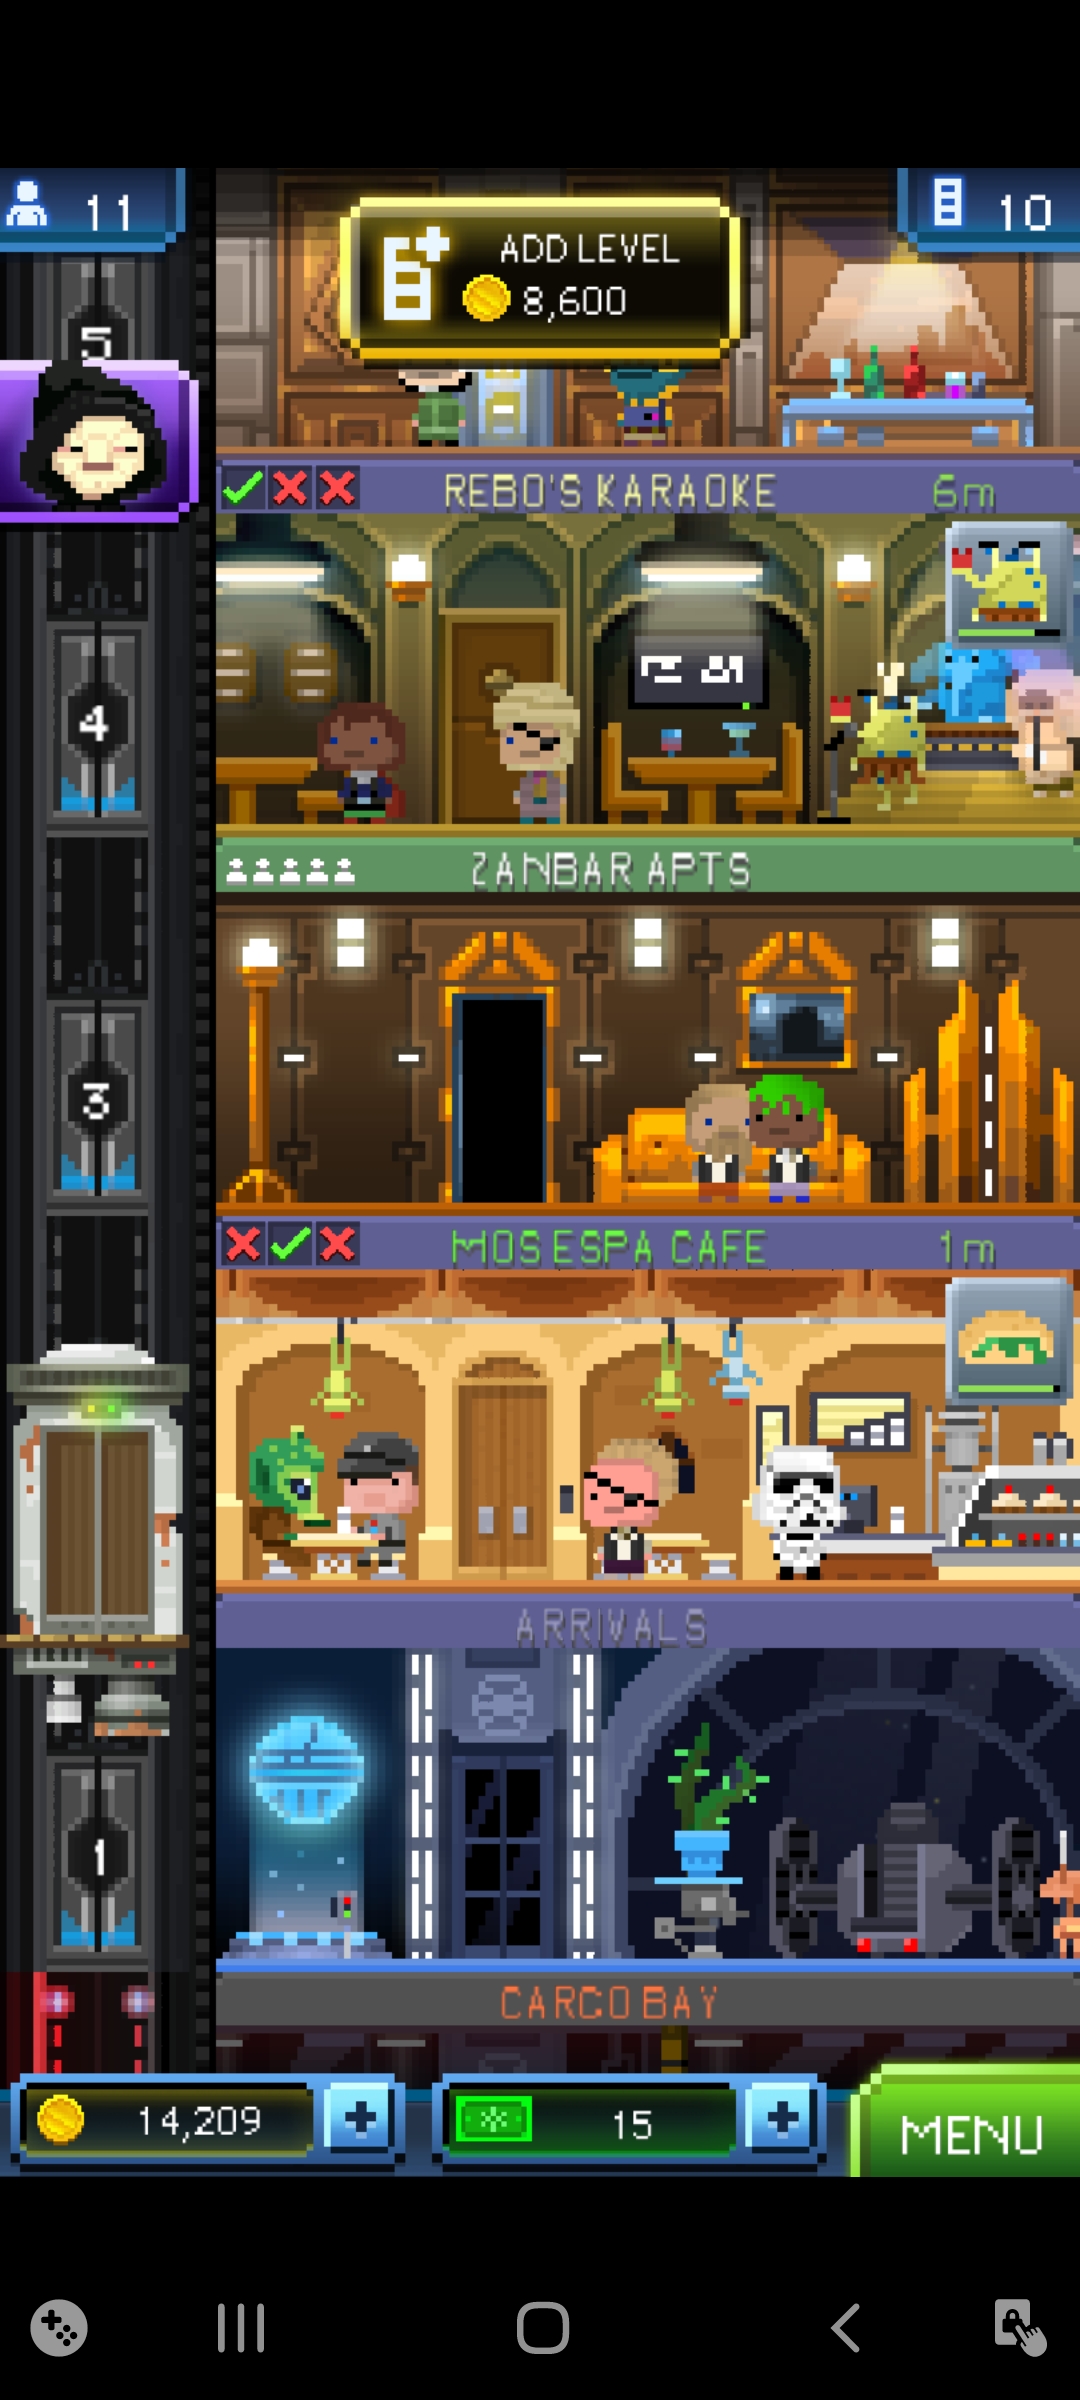 11
ADD LEVEL
8,600
10
5
REBO'S KARAOKE 6m
4
ZANBAR APTS
3
MOS ESPA CAFE 1m
ARRIVALS
1
CARGO BAY
14,209
15
MENU